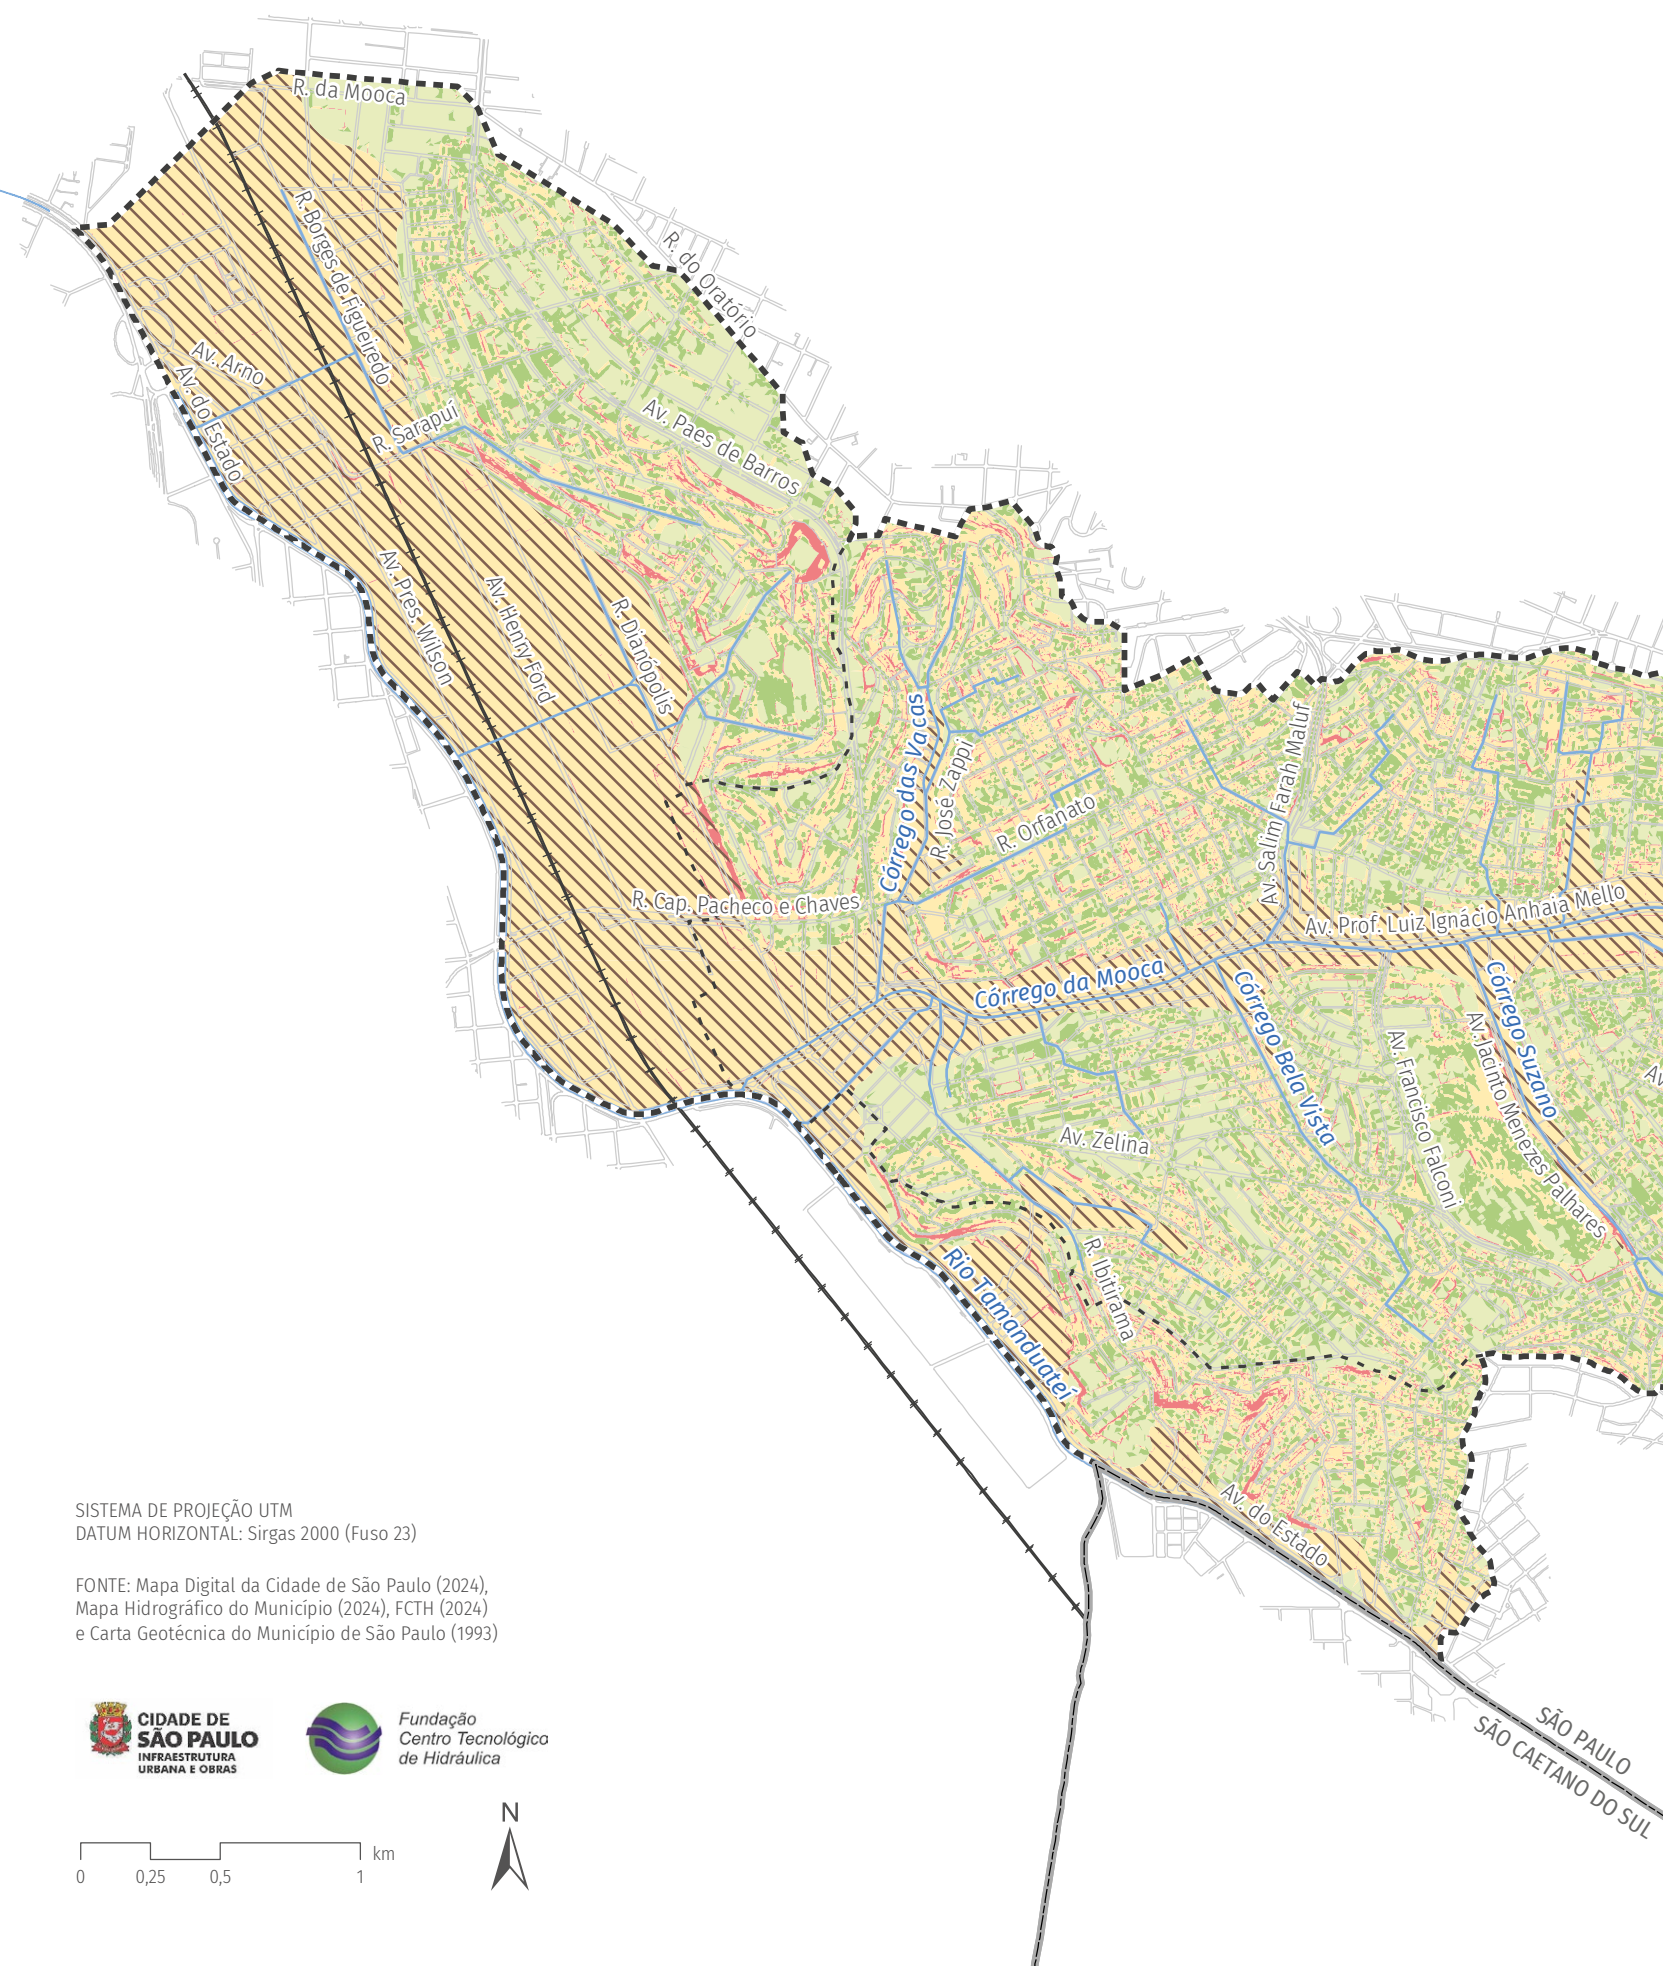 R. da Mooca
R. do Oratório
R. Borges de Figueiredo
Av. Arno
Av. do Estado
R. Sarapuí
Av. Paes de Barros
Av. Pres. Wilson
Av. Henry Ford
R. Dianópolis
Córrego das Vacas
R. José Zappi
R. Orfanato
Av. Salim Farah Maluf
R. Cap. Pacheco e Chaves
Av. Prof. Luiz Ignácio Anhaia Mello
Córrego da Mooca
Córrego Bela Vista
Córrego Suzano
Av. Jacinto Menezes Palhares
Av. Francisco Falconi
Av
Av. Zelina
R. Ibitirama
Rio Tamanduateí
Av. do Estado
SÃO PAULO
SÃO CAETANO DO SUL
SISTEMA DE PROJEÇÃO UTM
DATUM HORIZONTAL: Sirgas 2000 (Fuso 23)
FONTE: Mapa Digital da Cidade de São Paulo (2024),
Mapa Hidrográfico do Município (2024), FCTH (2024)
e Carta Geotécnica do Município de São Paulo (1993)
CIDADE DE
SÃO PAULO
INFRAESTRUTURA
URBANA E OBRAS
Fundação
Centro Tecnológico
de Hidráulica
N
km
0 0,25 0,5 1